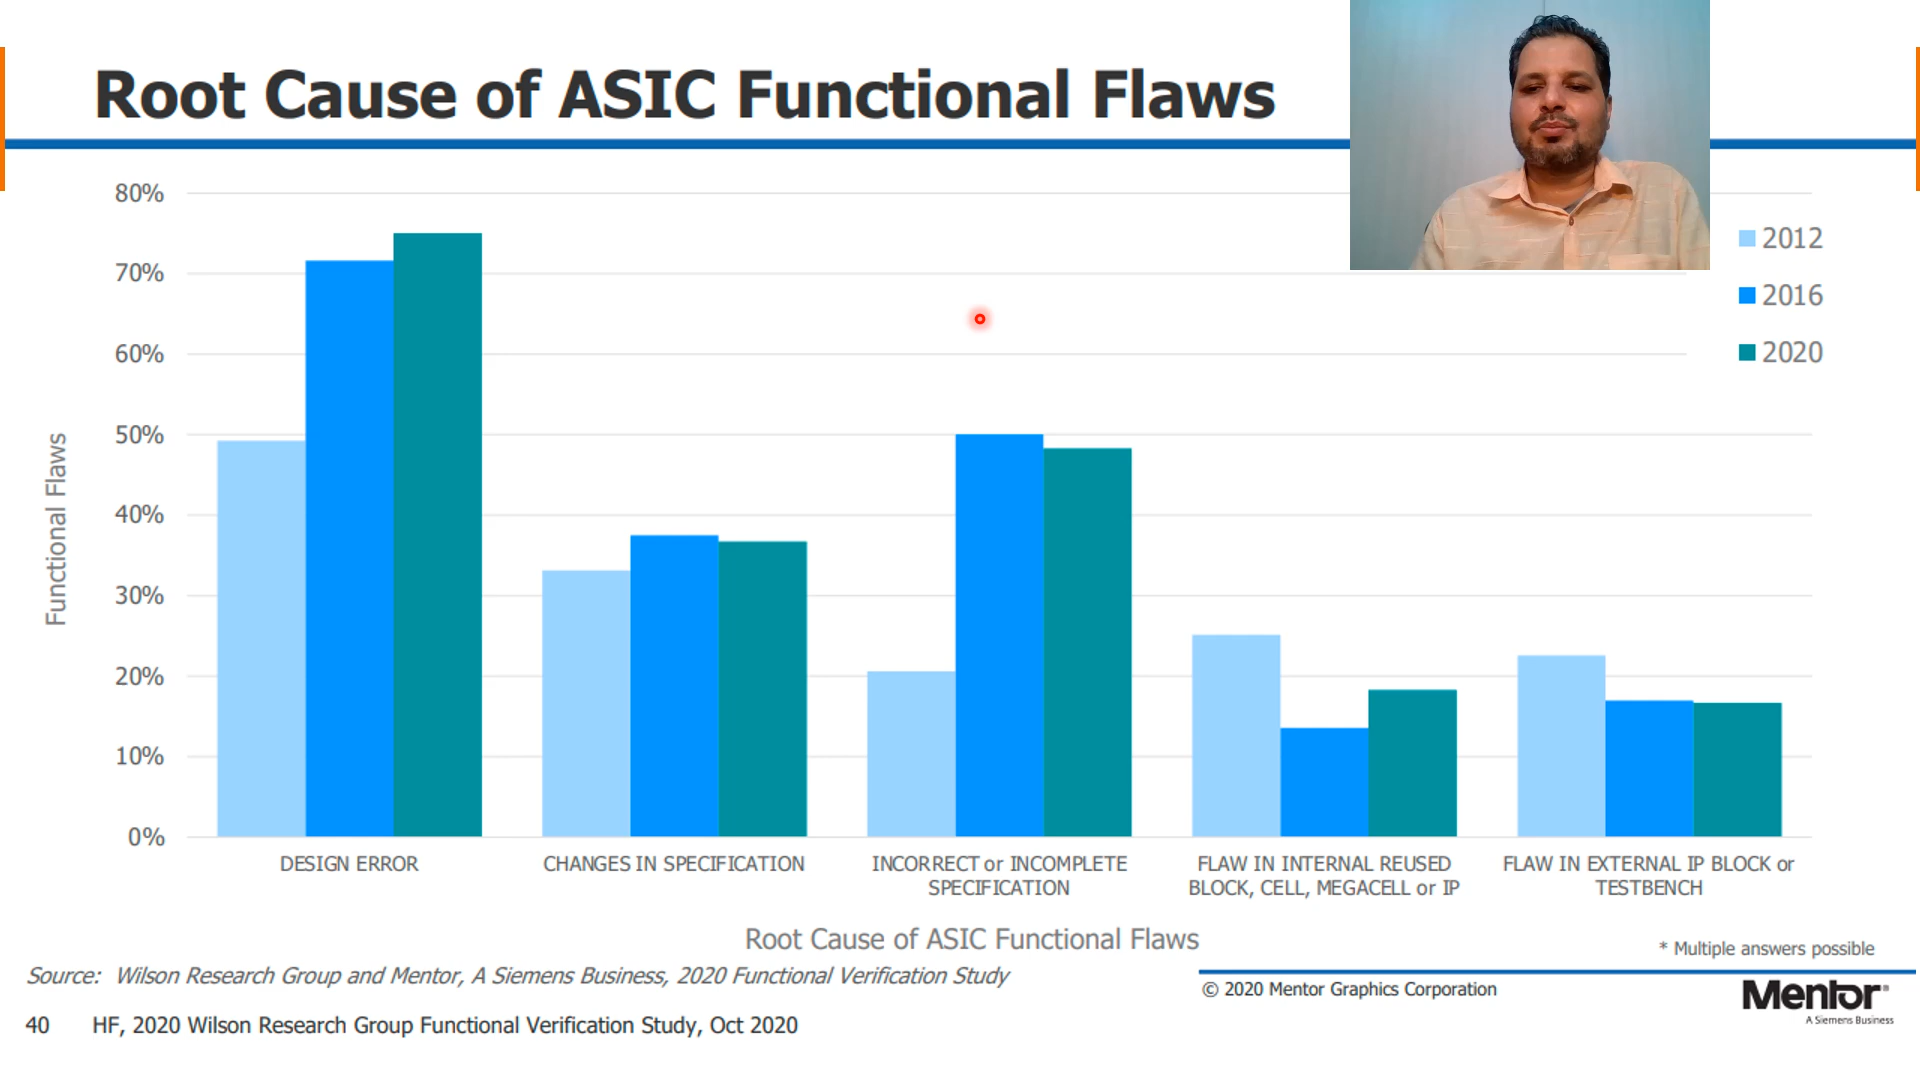 Root Cause of ASIC Functional Flaws
80%
70%
60%
50%
40%
30%
20%
10%
0%
Functional Flaws
2012
2016
2020
DESIGN ERROR
CHANGES IN SPECIFICATION
INCORRECT or INCOMPLETE
SPECIFICATION
FLAW IN INTERNAL REUSED
BLOCK, CELL, MEGACELL or IP
FLAW IN EXTERNAL IP BLOCK or
TESTBENCH
Root Cause of ASIC Functional Flaws
* Multiple answers possible
Source: Wilson Research Group and Mentor, A Siemens Business, 2020 Functional Verification Study
© 2020 Mentor Graphics Corporation
Mentor®
A Siemens Business
40 HF, 2020 Wilson Research Group Functional Verification Study, Oct 2020